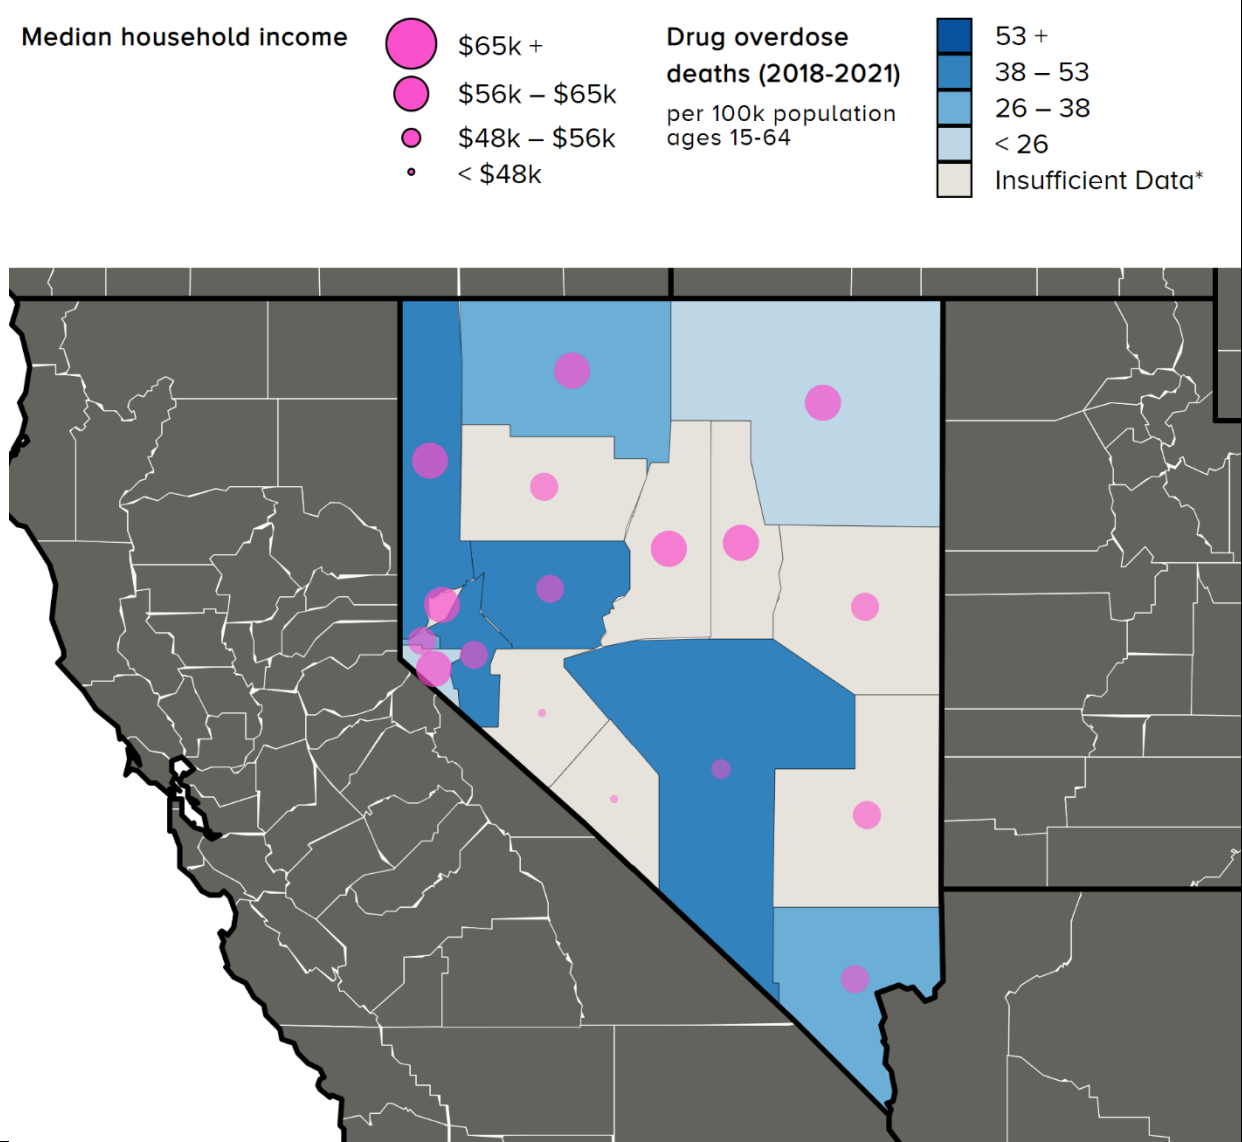 Median household income
$65k +
$56k – $65k
$48k – $56k
< $48k
Drug overdose
deaths (2018-2021)
per 100k population
ages 15-64
53 +
38 – 53
26 – 38
< 26
Insufficient Data*